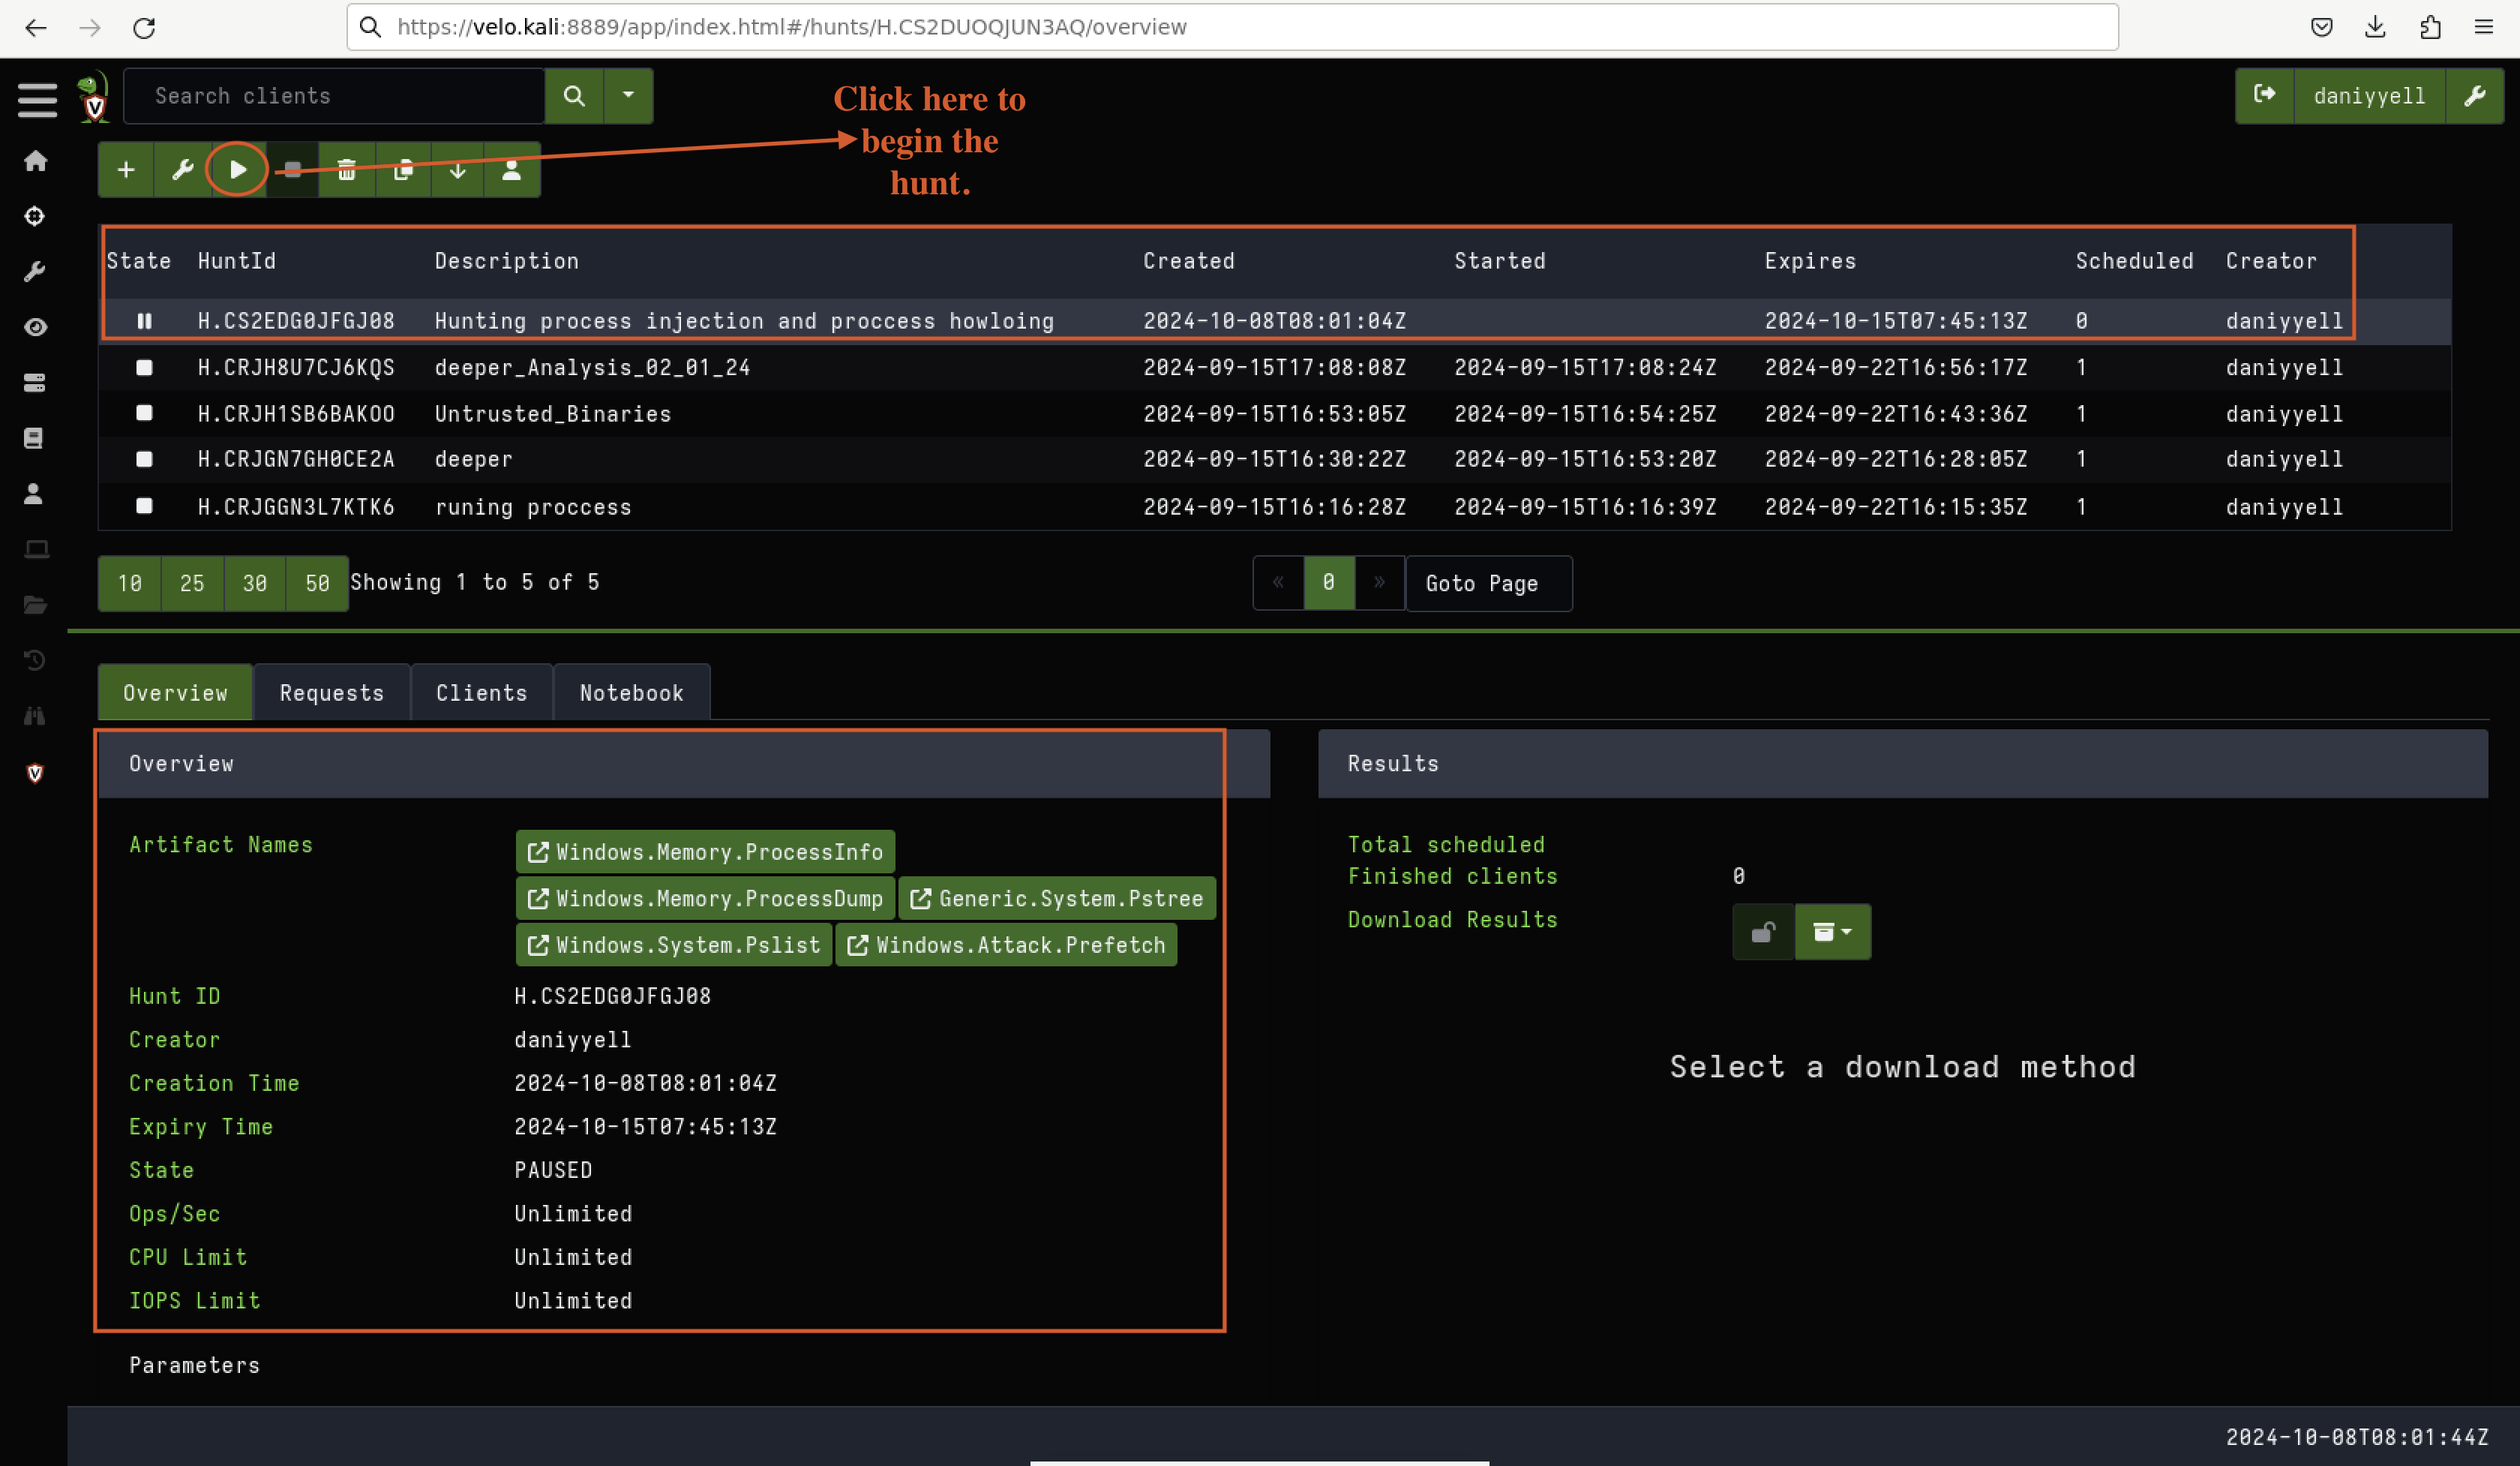 https://velo.kali:8889/app/index.html#/hunts/H.CS2DUOQJUN3AQ/overview
Search clients
daniyyell
Click here to
begin the
hunt.
State HuntId Description Created Started Expires Scheduled Creator
H.CS2EDG0JFGJ08 Hunting process injection and proccess howloing 2024-10-08T08:01:04Z 2024-10-15T07:45:13Z 0 daniyyell
H.CRJH8U7CJ6KQS deeper_Analysis_02_01_24 2024-09-15T17:08:08Z 2024-09-15T17:08:24Z 2024-09-22T16:56:17Z 1 daniyyell
H.CRJH1SB6BAKOO Untrusted_Binaries 2024-09-15T16:53:05Z 2024-09-15T16:54:25Z 2024-09-22T16:43:36Z 1 daniyyell
H.CRJGN7GH0CE2A deeper 2024-09-15T16:30:22Z 2024-09-15T16:53:20Z 2024-09-22T16:28:05Z 1 daniyyell
H.CRJGGN3L7KTK6 runing proccess 2024-09-15T16:16:28Z 2024-09-15T16:16:39Z 2024-09-22T16:15:35Z 1 daniyyell
10 25 30 50 Showing 1 to 5 of 5 « 0 » Goto Page
Overview Requests Clients Notebook
Overview
Artifact Names Windows.Memory.ProcessInfo
Windows.Memory.ProcessDump Generic.System.Pstree
Windows.System.Pslist Windows.Attack.Prefetch
Hunt ID H.CS2EDG0JFGJ08
Creator daniyyell
Creation Time 2024-10-08T08:01:04Z
Expiry Time 2024-10-15T07:45:13Z
State PAUSED
Ops/Sec Unlimited
CPU Limit Unlimited
IOPS Limit Unlimited
Parameters
Results
Total scheduled
Finished clients 0
Download Results
Select a download method
2024-10-08T08:01:44Z